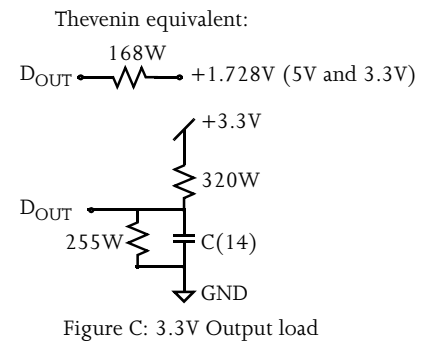 Thevenin equivalent:
168W
DOUT +1.728V (5V and 3.3V)
+3.3V
320W
DOUT
255W C(14)
GND
Figure C: 3.3V Output load